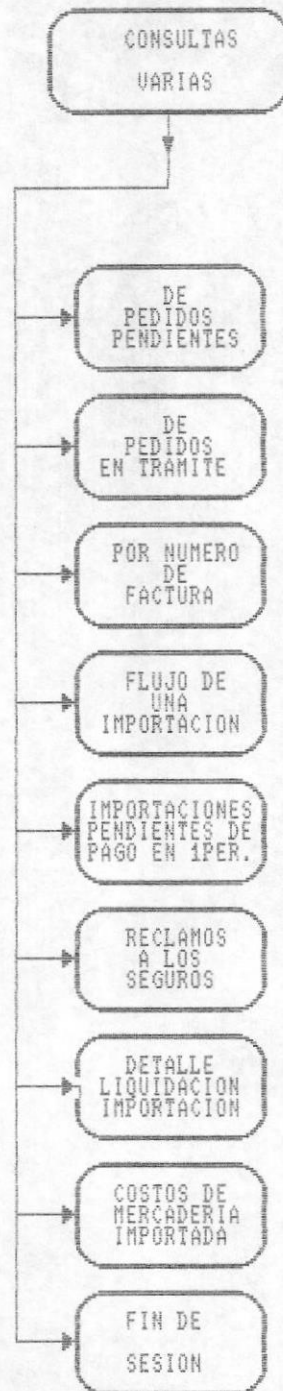 CONSULTAS
VARIAS
DE
PEDIDOS
PENDIENTES
DE
PEDIDOS
EN TRAMITE
POR NUMERO
DE
FACTURA
FLUJO DE
UNA
IMPORTACION
IMPORTACIONES
PENDIENTES DE
PAGO EN 1PER.
RECLAMOS
A LOS
SEGUROS
DETALLE
LIQUIDACION
IMPORTACION
COSTOS DE
MERCADERIA
IMPORTADA
FIN DE
SESION